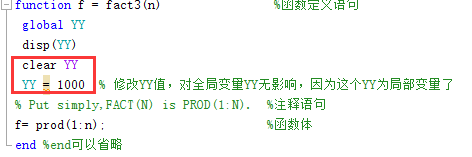 function f = fact3(n) %函数定义语句
global YY
disp(YY)
clear YY
YY = 1000 % 修改YY值，对全局变量YY无影响，因为这个YY为局部变量了
% Put simply,FACT(N) is PROD(1:N). %注释语句
f= prod(1:n); %函数体
end %end可以省略